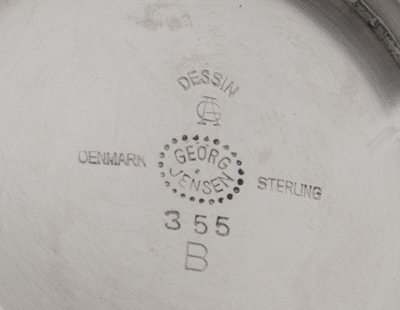 DESSIN
GA
DENMARK GEORG JENSEN STERLING
355
B